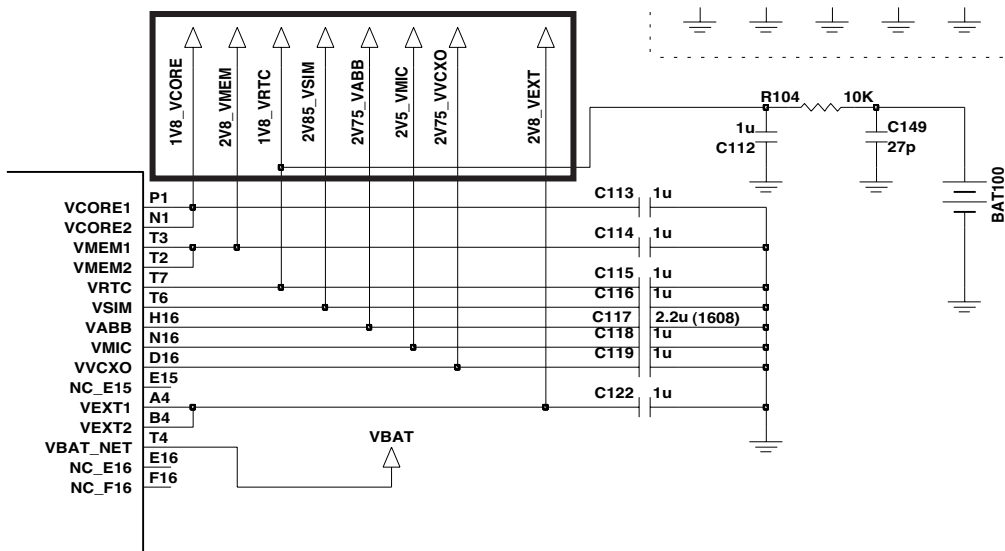 1V8_VCORE
2V8_VMEM
1V8_VRTC
2V85_VSIM
2V75_VABB
2V5_VMIC
2V75_VVCXO
2V8_VEXT
R104 10K
1u
C112
C149
27p
BAT100
VCORE1 P1 C113 1u
VCORE2 N1
VMEM1 T3 C114 1u
VMEM2 T2
VRTC T7 C115 1u
VSIM T6 C116 1u
VABB H16 C117 2.2u (1608)
VMIC N16 C118 1u
VVCXO D16 C119 1u
NC_E15 E15
VEXT1 A4 C122 1u
VEXT2 B4
VBAT_NET T4 VBAT
NC_E16 E16
NC_F16 F16